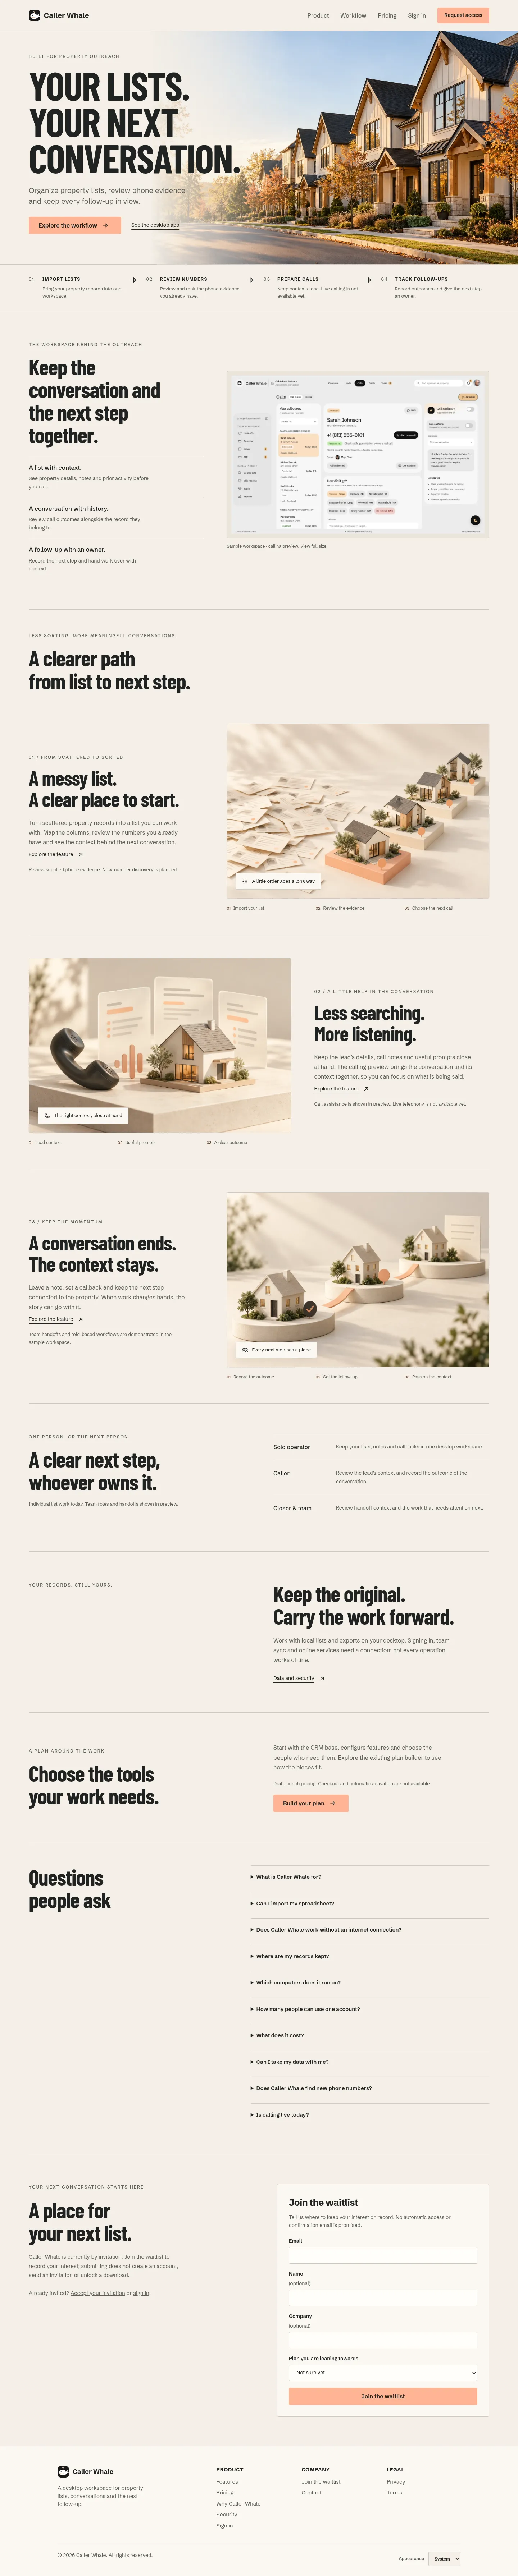 Caller Whale
Product Workflow Pricing Sign in Request access
BUILT FOR PROPERTY OUTREACH
YOUR LISTS.
YOUR NEXT
CONVERSATION.
Organize property lists, review phone evidence
and keep every follow-up in view.
Explore the workflow
See the desktop app
01 IMPORT LISTS
Bring your property records into one
workspace.
02 REVIEW NUMBERS
Review and rank the phone evidence
you already have.
03 PREPARE CALLS
Keep context close. Live calling is not
available yet.
04 TRACK FOLLOW-UPS
Record outcomes and give the next step
an owner.
THE WORKSPACE BEHIND THE OUTREACH
Keep the
conversation and
the next step
together.
A list with context.
See property details, notes and prior activity before
you call.
A conversation with history.
Review call outcomes alongside the record they
belong to.
A follow-up with an owner.
Record the next step and hand work over with
context.
Caller Whale
Calls
Sarah Johnson
+1 (813) 555-0101
Sample workspace · calling preview. View full size
LESS SORTING. MORE MEANINGFUL CONVERSATIONS.
A clearer path
from list to next step.
01 / FROM SCATTERED TO SORTED
A messy list.
A clear place to start.
Turn scattered property records into a list you can work
with. Map the columns, review the numbers you already
have and see the context behind the next conversation.
Explore the feature
Review supplied phone evidence. New-number discovery is planned.
A little order goes a long way
01 Import your list
02 Review the evidence
03 Choose the next call
The right context, close at hand
01 Lead context
02 Useful prompts
03 A clear outcome
02 / A LITTLE HELP IN THE CONVERSATION
Less searching.
More listening.
Keep the lead's details, call notes and useful prompts close
at hand. The calling preview brings the conversation and its
context together, so you can focus on what is being said.
Explore the feature
Call assistance is shown in preview. Live telephony is not available yet.
03 / KEEP THE MOMENTUM
A conversation ends.
The context stays.
Leave a note, set a callback and keep the next step
connected to the property. When work changes hands, the
story can go with it.
Explore the feature
Team handoffs and role-based workflows are demonstrated in the
sample workspace.
Every next step has a place
01 Record the outcome
02 Set the follow-up
03 Pass on the context
ONE PERSON. OR THE NEXT PERSON.
A clear next step,
whoever owns it.
Individual list work today. Team roles and handoffs shown in preview.
Solo operator
Keep your lists, notes and callbacks in one desktop workspace.
Caller
Review the lead's context and record the outcome of the
conversation.
Closer & team
Review handoff context and the work that needs attention next.
YOUR RECORDS. STILL YOURS.
Keep the original.
Carry the work forward.
Work with local lists and exports on your desktop. Signing in, team
sync and online services need a connection; not every operation
works offline.
Data and security
A PLAN AROUND THE WORK
Choose the tools
your work needs.
Start with the CRM base, configure features and choose the
people who need them. Explore the existing plan builder to see
how the pieces fit.
Draft launch pricing. Checkout and automatic activation are not available.
Build your plan
Questions
people ask
What is Caller Whale for?
Can I import my spreadsheet?
Does Caller Whale work without an internet connection?
Where are my records kept?
Which computers does it run on?
How many people can use one account?
What does it cost?
Can I take my data with me?
Does Caller Whale find new phone numbers?
Is calling live today?
YOUR NEXT CONVERSATION STARTS HERE
A place for
your next list.
Caller Whale is currently by invitation. Join the waitlist to
record your interest; submitting does not create an account,
send an invitation or unlock a download.
Already invited? Accept your invitation or sign in.
Join the waitlist
Tell us where to keep your interest on record. No automatic access or
confirmation email is promised.
Email
Name
(optional)
Company
(optional)
Plan you are leaning towards
Not sure yet
Join the waitlist
Caller Whale
A desktop workspace for property
lists, conversations and the next
follow-up.
PRODUCT
Features
Pricing
Why Caller Whale
Security
Sign in
COMPANY
Join the waitlist
Contact
LEGAL
Privacy
Terms
© 2026 Caller Whale. All rights reserved.
Appearance System